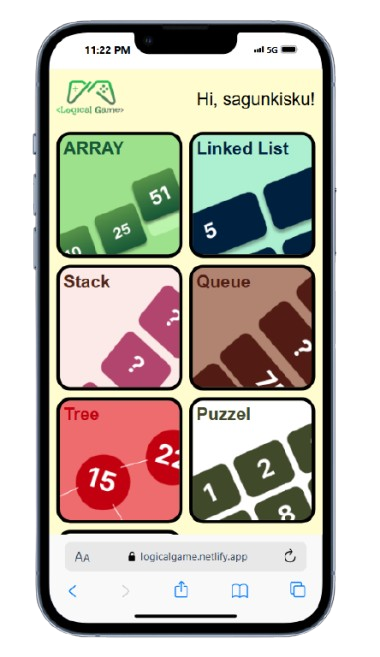 11:22 PM
5G
<Logical Game>
Hi, sagunkisku!
ARRAY
51
25
10
Linked List
5
Stack
?
?
Queue
?
7
Tree
22
15
Puzzel
2
1
8
AA
logicalgame.netlify.app